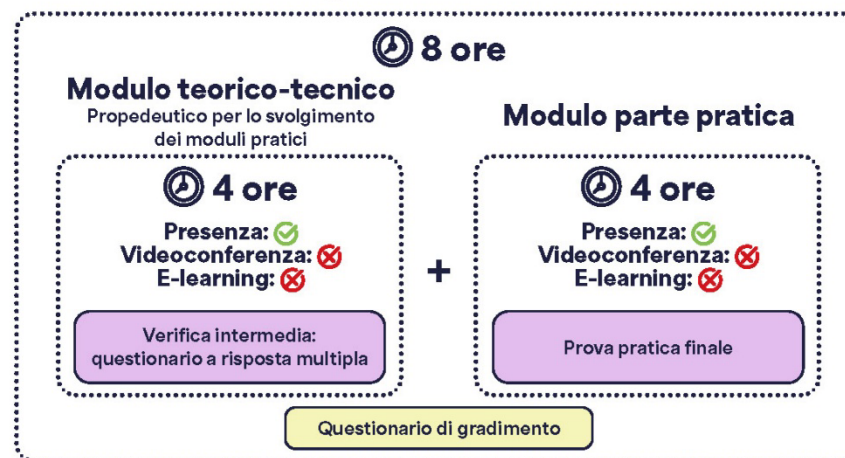 8 ore
Modulo teorico-tecnico
Propedeutico per lo svolgimento
dei moduli pratici
4 ore
Presenza:
Videoconferenza:
E-learning:
Verifica intermedia:
questionario a risposta multipla
+
Modulo parte pratica
4 ore
Presenza:
Videoconferenza:
E-learning:
Prova pratica finale
Questionario di gradimento